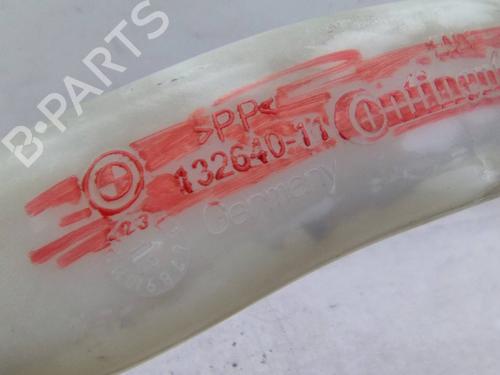 B-PARTS
>PP<
132640-11
Continent
Germany